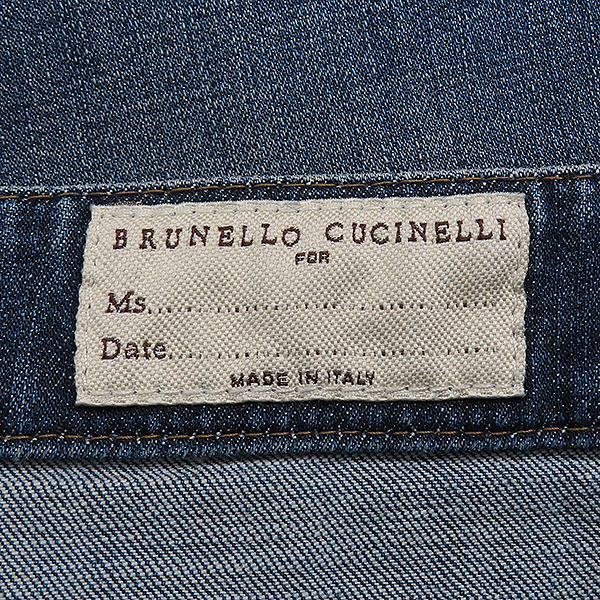 BRUNELLO CUCINELLI
FOR
Ms..............................
Date............................
MADE IN ITALY